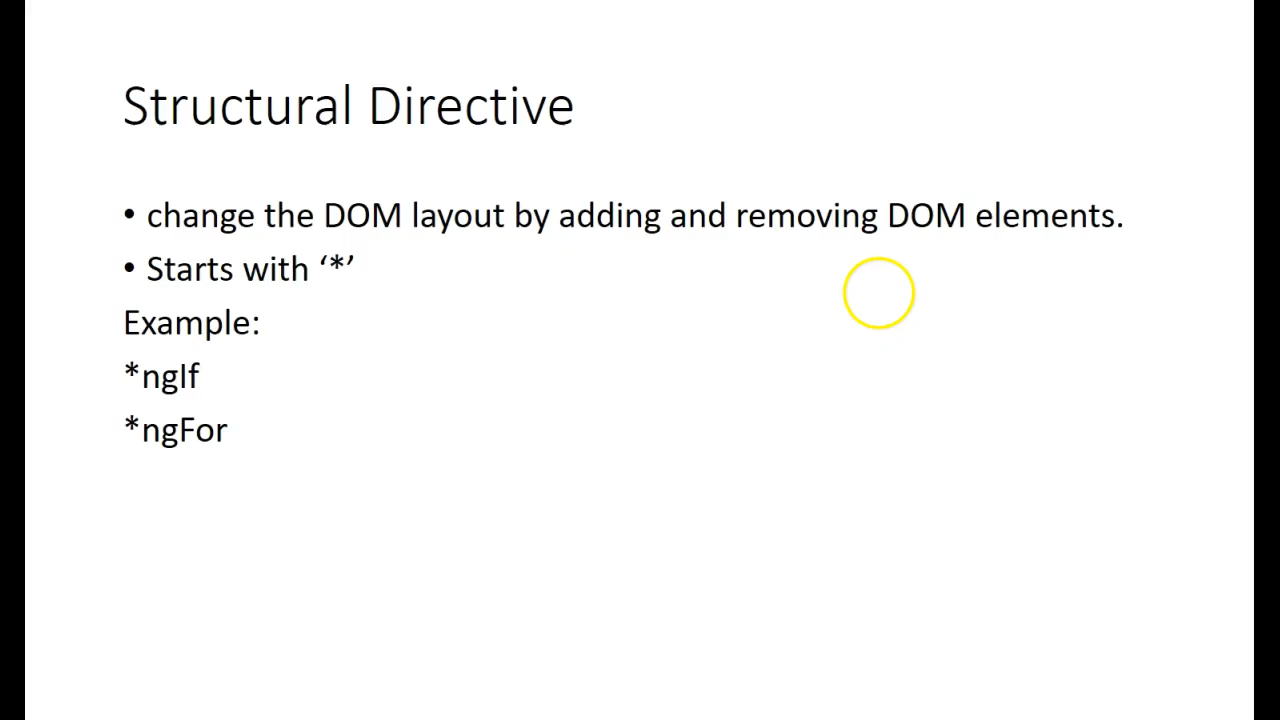 Structural Directive
• change the DOM layout by adding and removing DOM elements.
• Starts with ‘*’
Example:
*ngIf
*ngFor